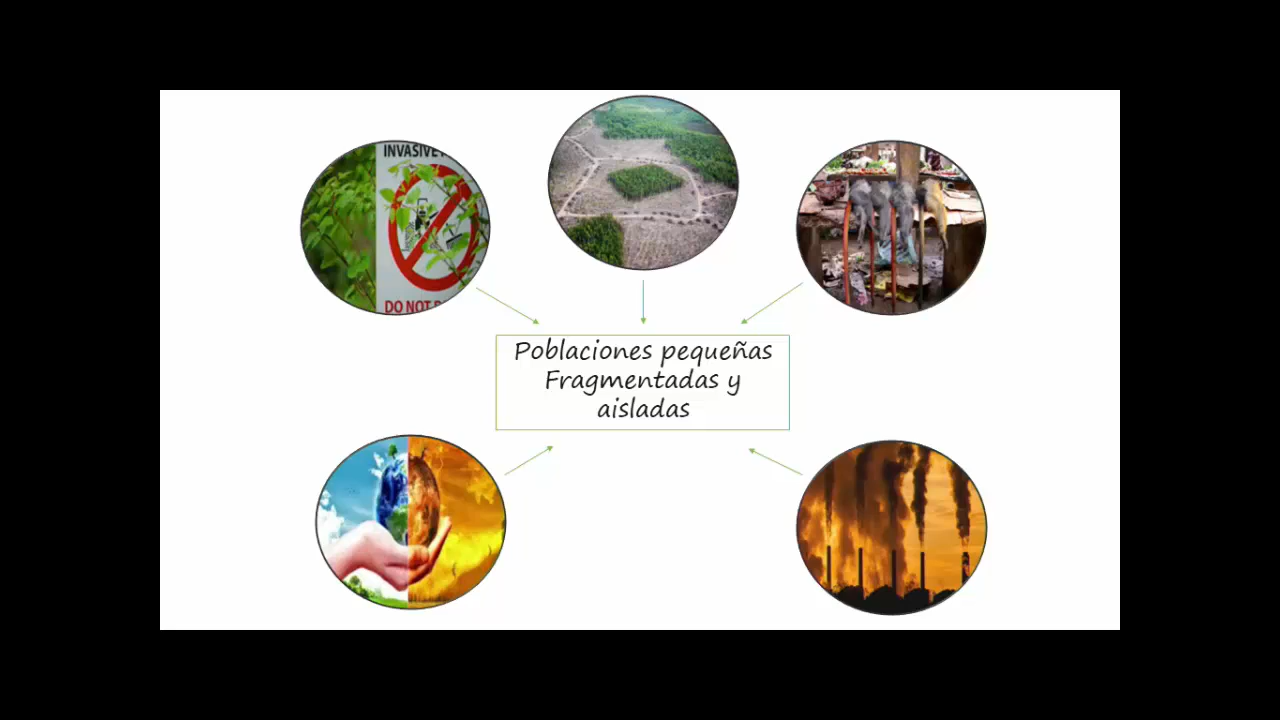 INVASIVE
DO NOT
Poblaciones pequeñas
Fragmentadas y
aisladas